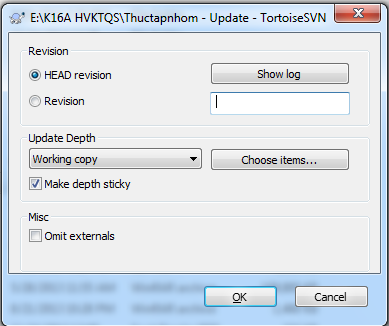 E:\K16A HVKTQS\Thuctapnhom - Update - TortoiseSVN
Revision
HEAD revision
Show log
Revision
Update Depth
Working copy
Choose items...
Make depth sticky
Misc
Omit externals
OK
Cancel